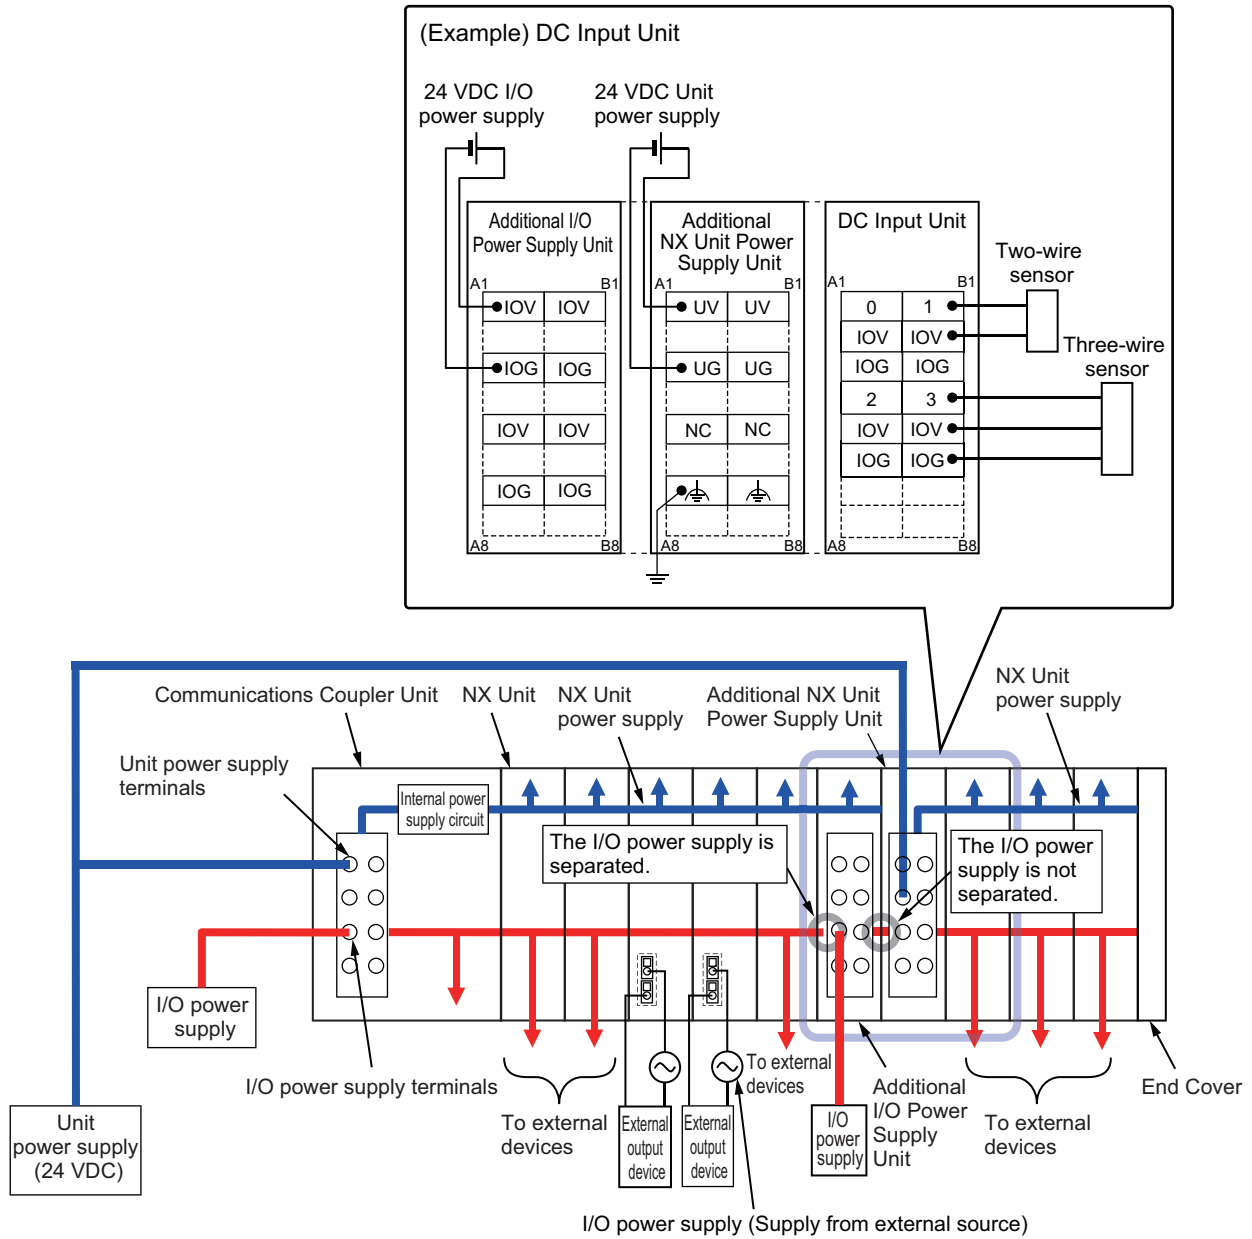 (Example) DC Input Unit
24 VDC I/O
power supply
24 VDC Unit
power supply
Additional I/O
Power Supply Unit
Additional
NX Unit Power
Supply Unit
DC Input Unit
Two-wire
sensor
Three-wire
sensor
A1 B1
IOV IOV
IOG IOG
IOV IOV
IOG IOG
A8 B8
A1 B1
UV UV
UG UG
NC NC
A8 B8
A1 B1
0 1
IOV IOV
IOG IOG
2 3
IOV IOV
IOG IOG
A8 B8
Communications Coupler Unit
NX Unit
NX Unit
power supply
Additional NX Unit
Power Supply Unit
NX Unit
power supply
Unit power supply
terminals
Internal power
supply circuit
The I/O power supply is
separated.
The I/O power
supply is not
separated.
I/O power
supply
I/O power supply terminals
Unit
power supply
(24 VDC)
To external
devices
External
output
device
External
output
device
To external
devices
I/O
power
supply
Additional
I/O Power
Supply
Unit
To external
devices
End Cover
I/O power supply (Supply from external source)